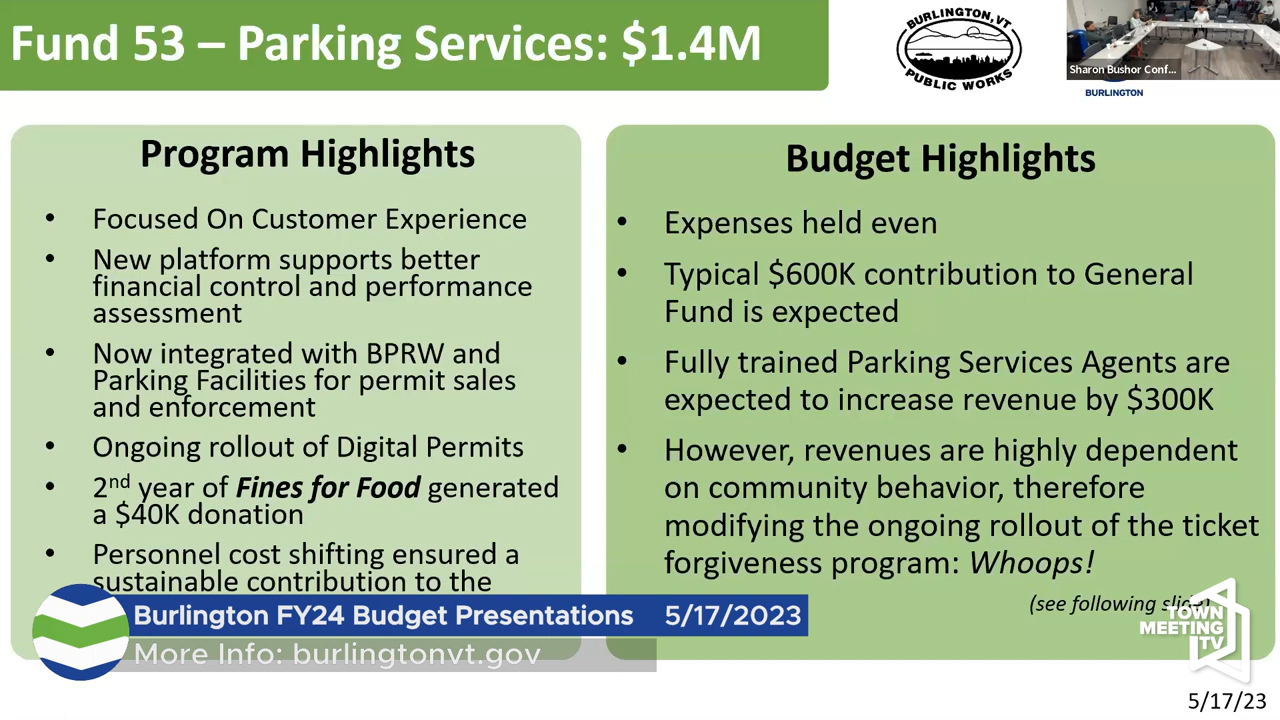 Fund 53 – Parking Services: $1.4M
BURLINGTON, VT
PUBLIC WORKS
Sharon Bushor Conf...
BURLINGTON
Program Highlights
• Focused On Customer Experience
• New platform supports better
financial control and performance
assessment
• Now integrated with BPRW and
Parking Facilities for permit sales
and enforcement
• Ongoing rollout of Digital Permits
• 2nd year of Fines for Food generated
a $40K donation
• Personnel cost shifting ensured a
sustainable contribution to the
Budget Highlights
• Expenses held even
• Typical $600K contribution to General
Fund is expected
• Fully trained Parking Services Agents are
expected to increase revenue by $300K
• However, revenues are highly dependent
on community behavior, therefore
modifying the ongoing rollout of the ticket
forgiveness program: Whoops!
(see following slide)
Burlington FY24 Budget Presentations 5/17/2023
More Info: burlingtonvt.gov
TOWN
MEETING
TV
5/17/23